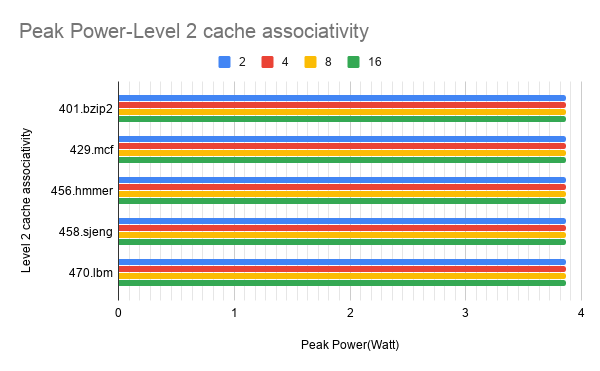 Peak Power-Level 2 cache associativity
2 4 8 16
Level 2 cache associativity
401.bzip2
429.mcf
456.hmmer
458.sjeng
470.lbm
0 1 2 3 4
Peak Power(Watt)